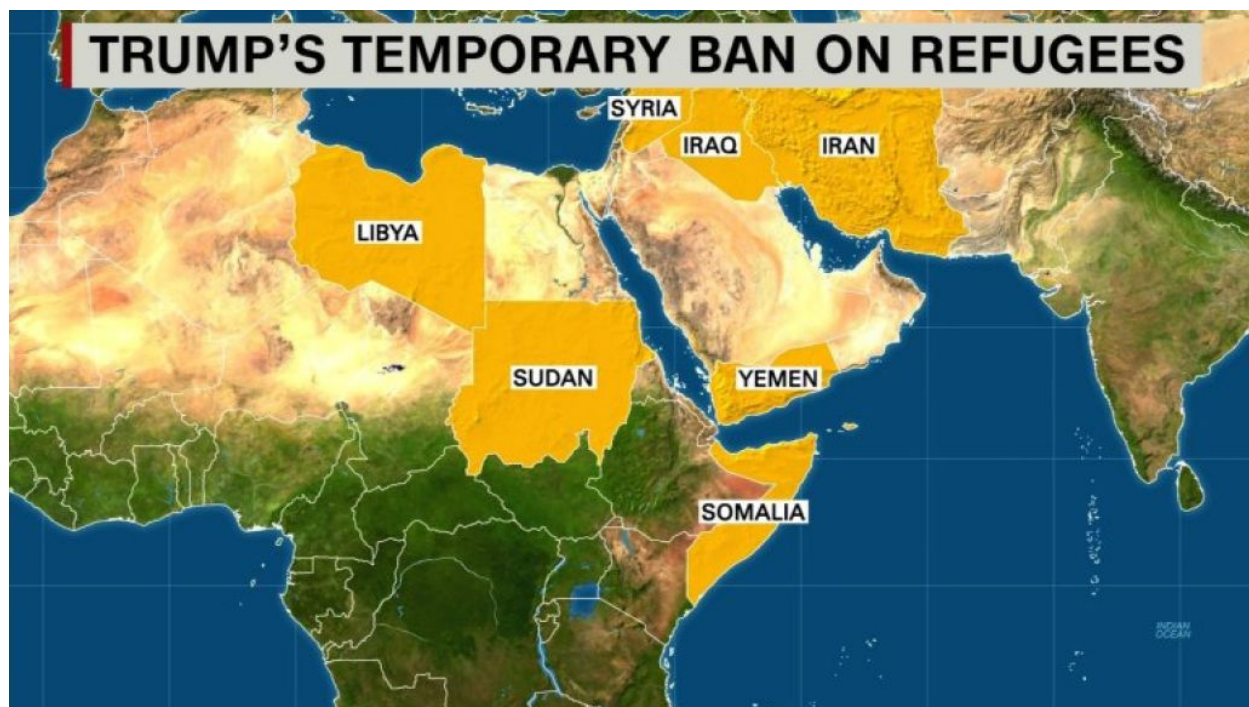 TRUMP'S TEMPORARY BAN ON REFUGEES
SYRIA
IRAQ
IRAN
LIBYA
SUDAN
YEMEN
SOMALIA
INDIAN
OCEAN